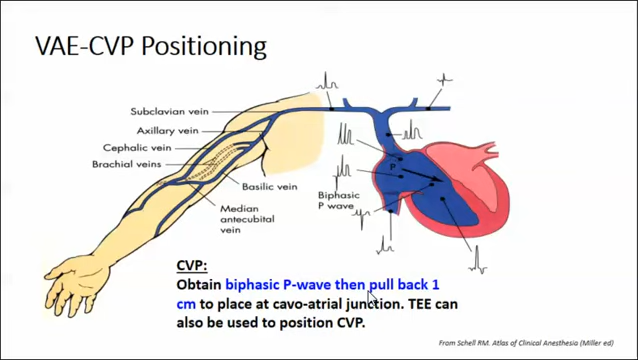 VAE-CVP Positioning
Subclavian vein
Axillary vein
Cephalic vein
Brachial veins
Basilic vein
Median
antecubital
vein
P
Biphasic
P wave
CVP:
Obtain biphasic P-wave then pull back 1
cm to place at cavo-atrial junction. TEE can
also be used to position CVP.
From Schell RM. Atlas of Clinical Anesthesia (Miller ed)